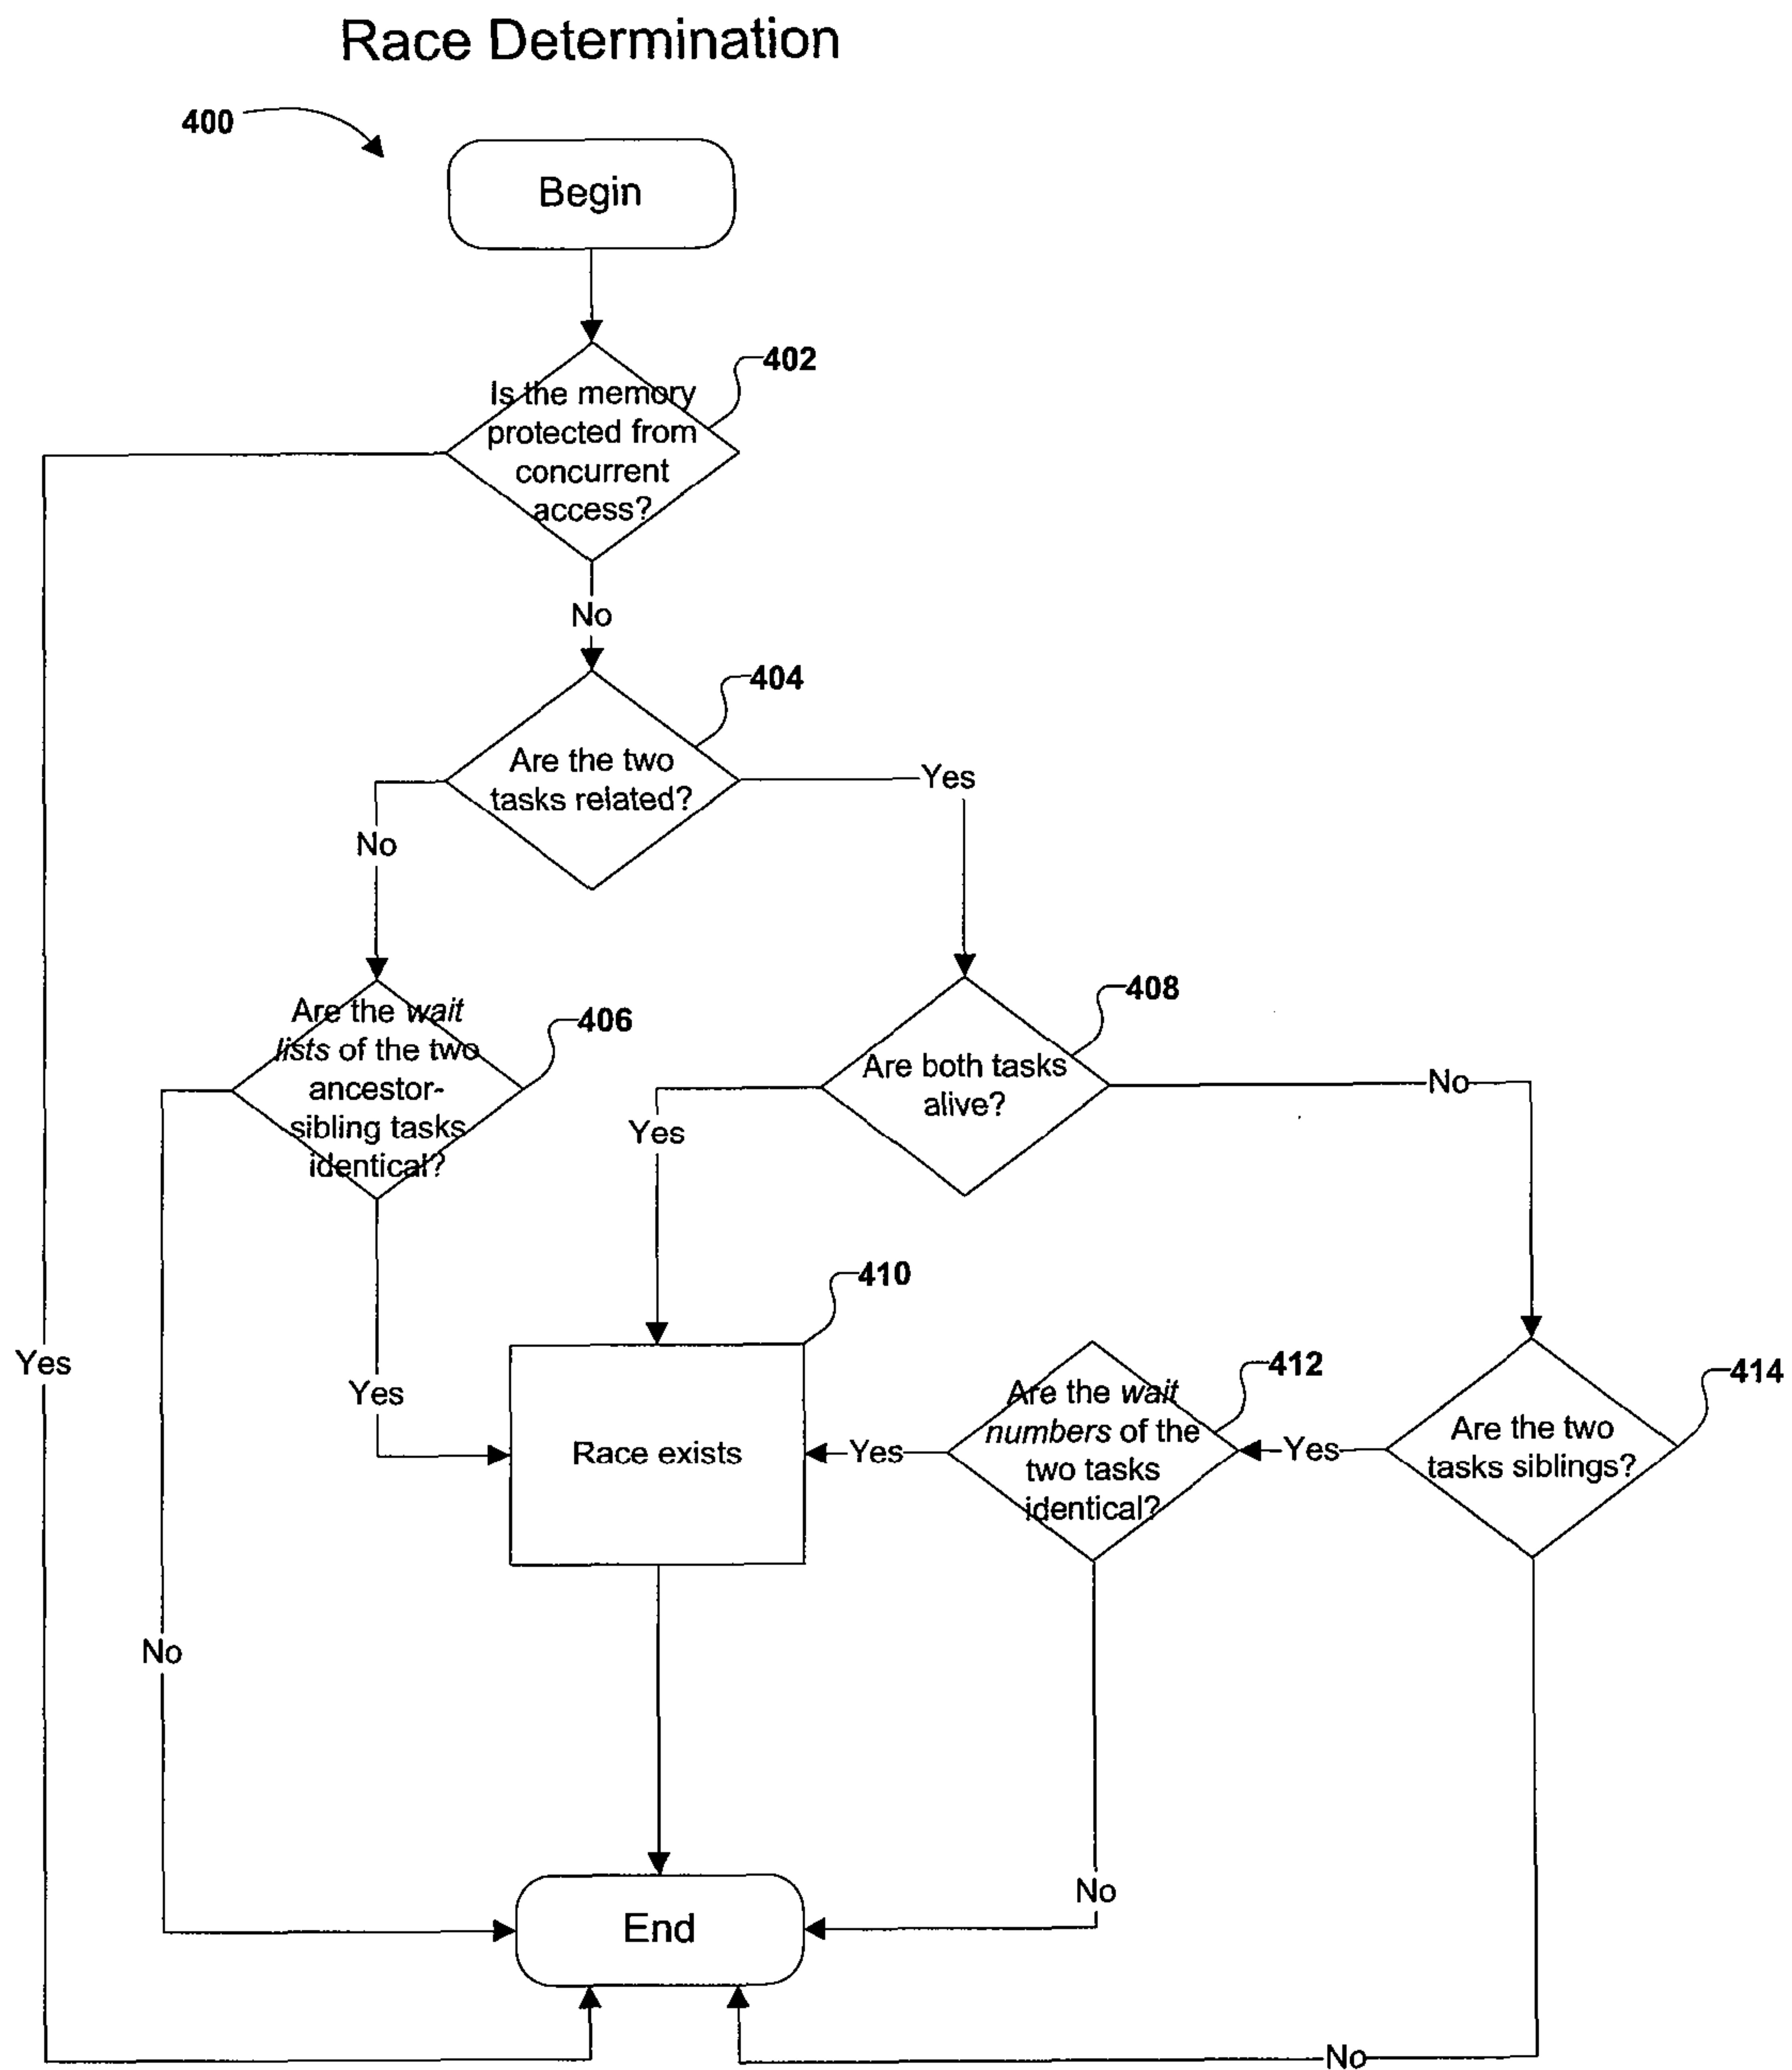 Race Determination
400
Begin
402
Is the memory
protected from
concurrent
access?
No
404
Are the two
tasks related?
Yes
No
408
406
Are the wait
lists of the two
ancestor-
sibling tasks
identical?
Are both tasks
alive?
No
Yes
410
Yes
Yes
Race exists
Yes
412
Are the wait
numbers of the
two tasks
identical?
Yes
414
Are the two
tasks siblings?
No
No
End
No